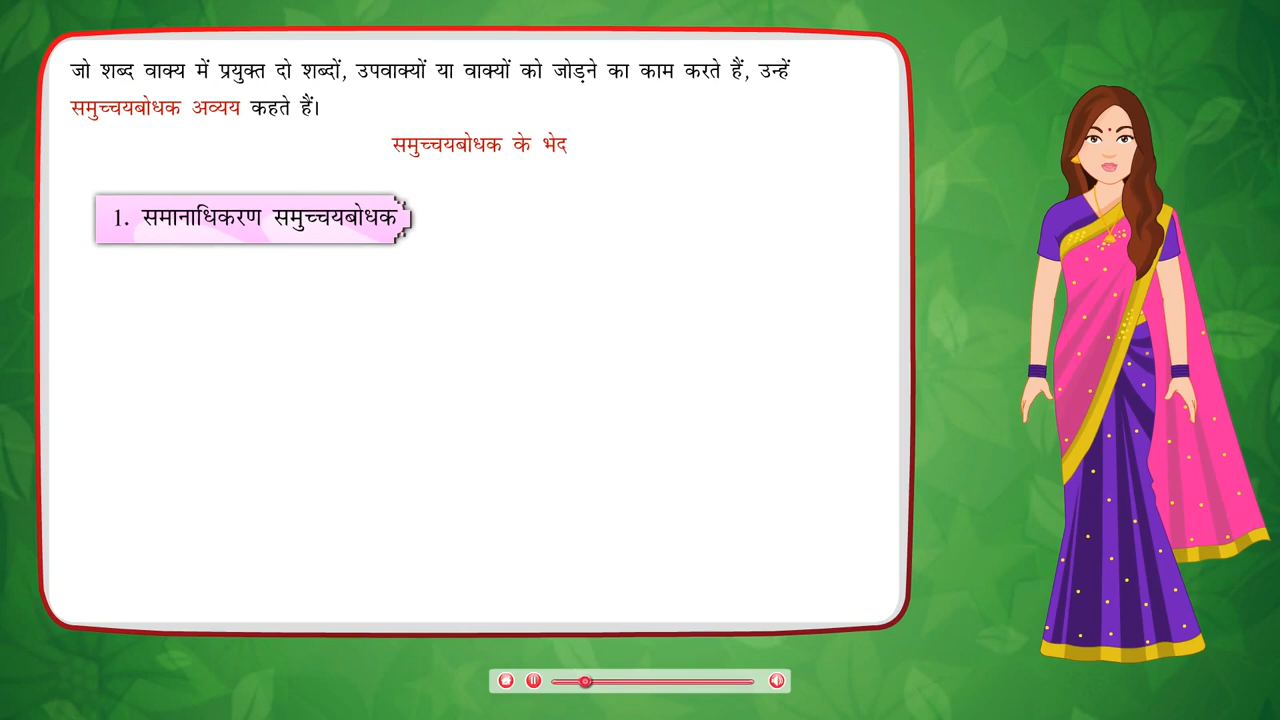 जो शब्द वाक्य में प्रयुक्त दो शब्दों, उपवाक्यों या वाक्यों को जोड़ने का काम करते हैं, उन्हें
समुच्चयबोधक अव्यय कहते हैं।
समुच्चयबोधक के भेद
1. समानाधिकरण समुच्चयबोधक